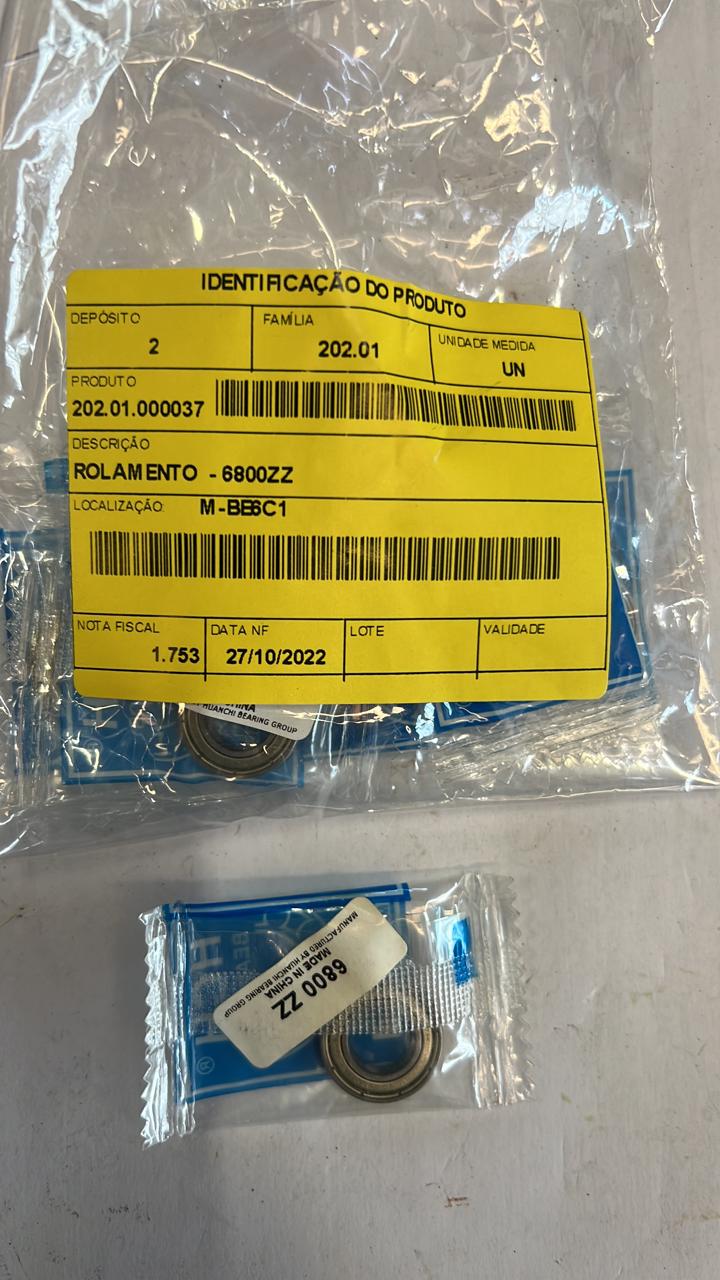 IDENTIFICAÇÃO DO PRODUTO
DEPÓSITO
2
FAMÍLIA
202.01
UNIDADE MEDIDA
UN
PRODUTO
202.01.000037
DESCRIÇÃO
ROLAMENTO - 6800ZZ
LOCALIZAÇÃO:
NOTA FISCAL
1.753
DATA NF
27/10/2022
LOTE
VALIDADE
HUANCHI BEARING GROUP
6800 ZZ
MADE IN CHINA
MANUFACTURED BY HUANCHI BEARING GROUP
®